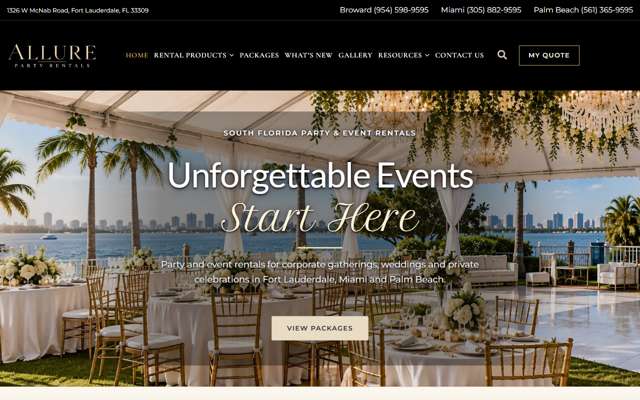 1326 W McNab Road, Fort Lauderdale, FL 33309
Broward (954) 598-9595 Miami (305) 882-9595 Palm Beach (561) 365-9595
ALLURE
PARTY RENTALS
HOME RENTAL PRODUCTS PACKAGES WHAT'S NEW GALLERY RESOURCES CONTACT US
MY QUOTE
SOUTH FLORIDA PARTY & EVENT RENTALS
Unforgettable Events
Start Here
Party and event rentals for corporate gatherings, weddings and private
celebrations in Fort Lauderdale, Miami and Palm Beach.
VIEW PACKAGES